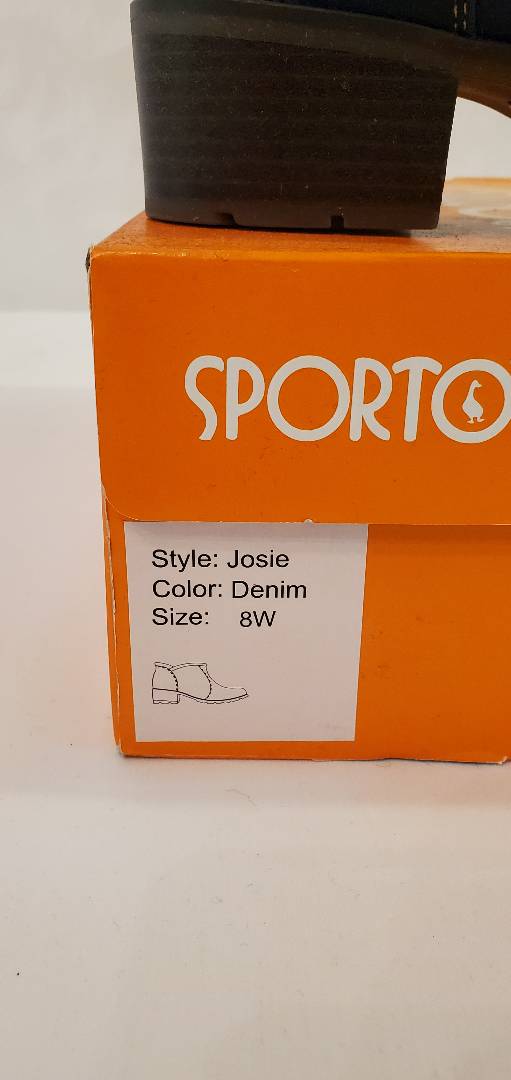 SPORTO
Style: Josie
Color: Denim
Size: 8W